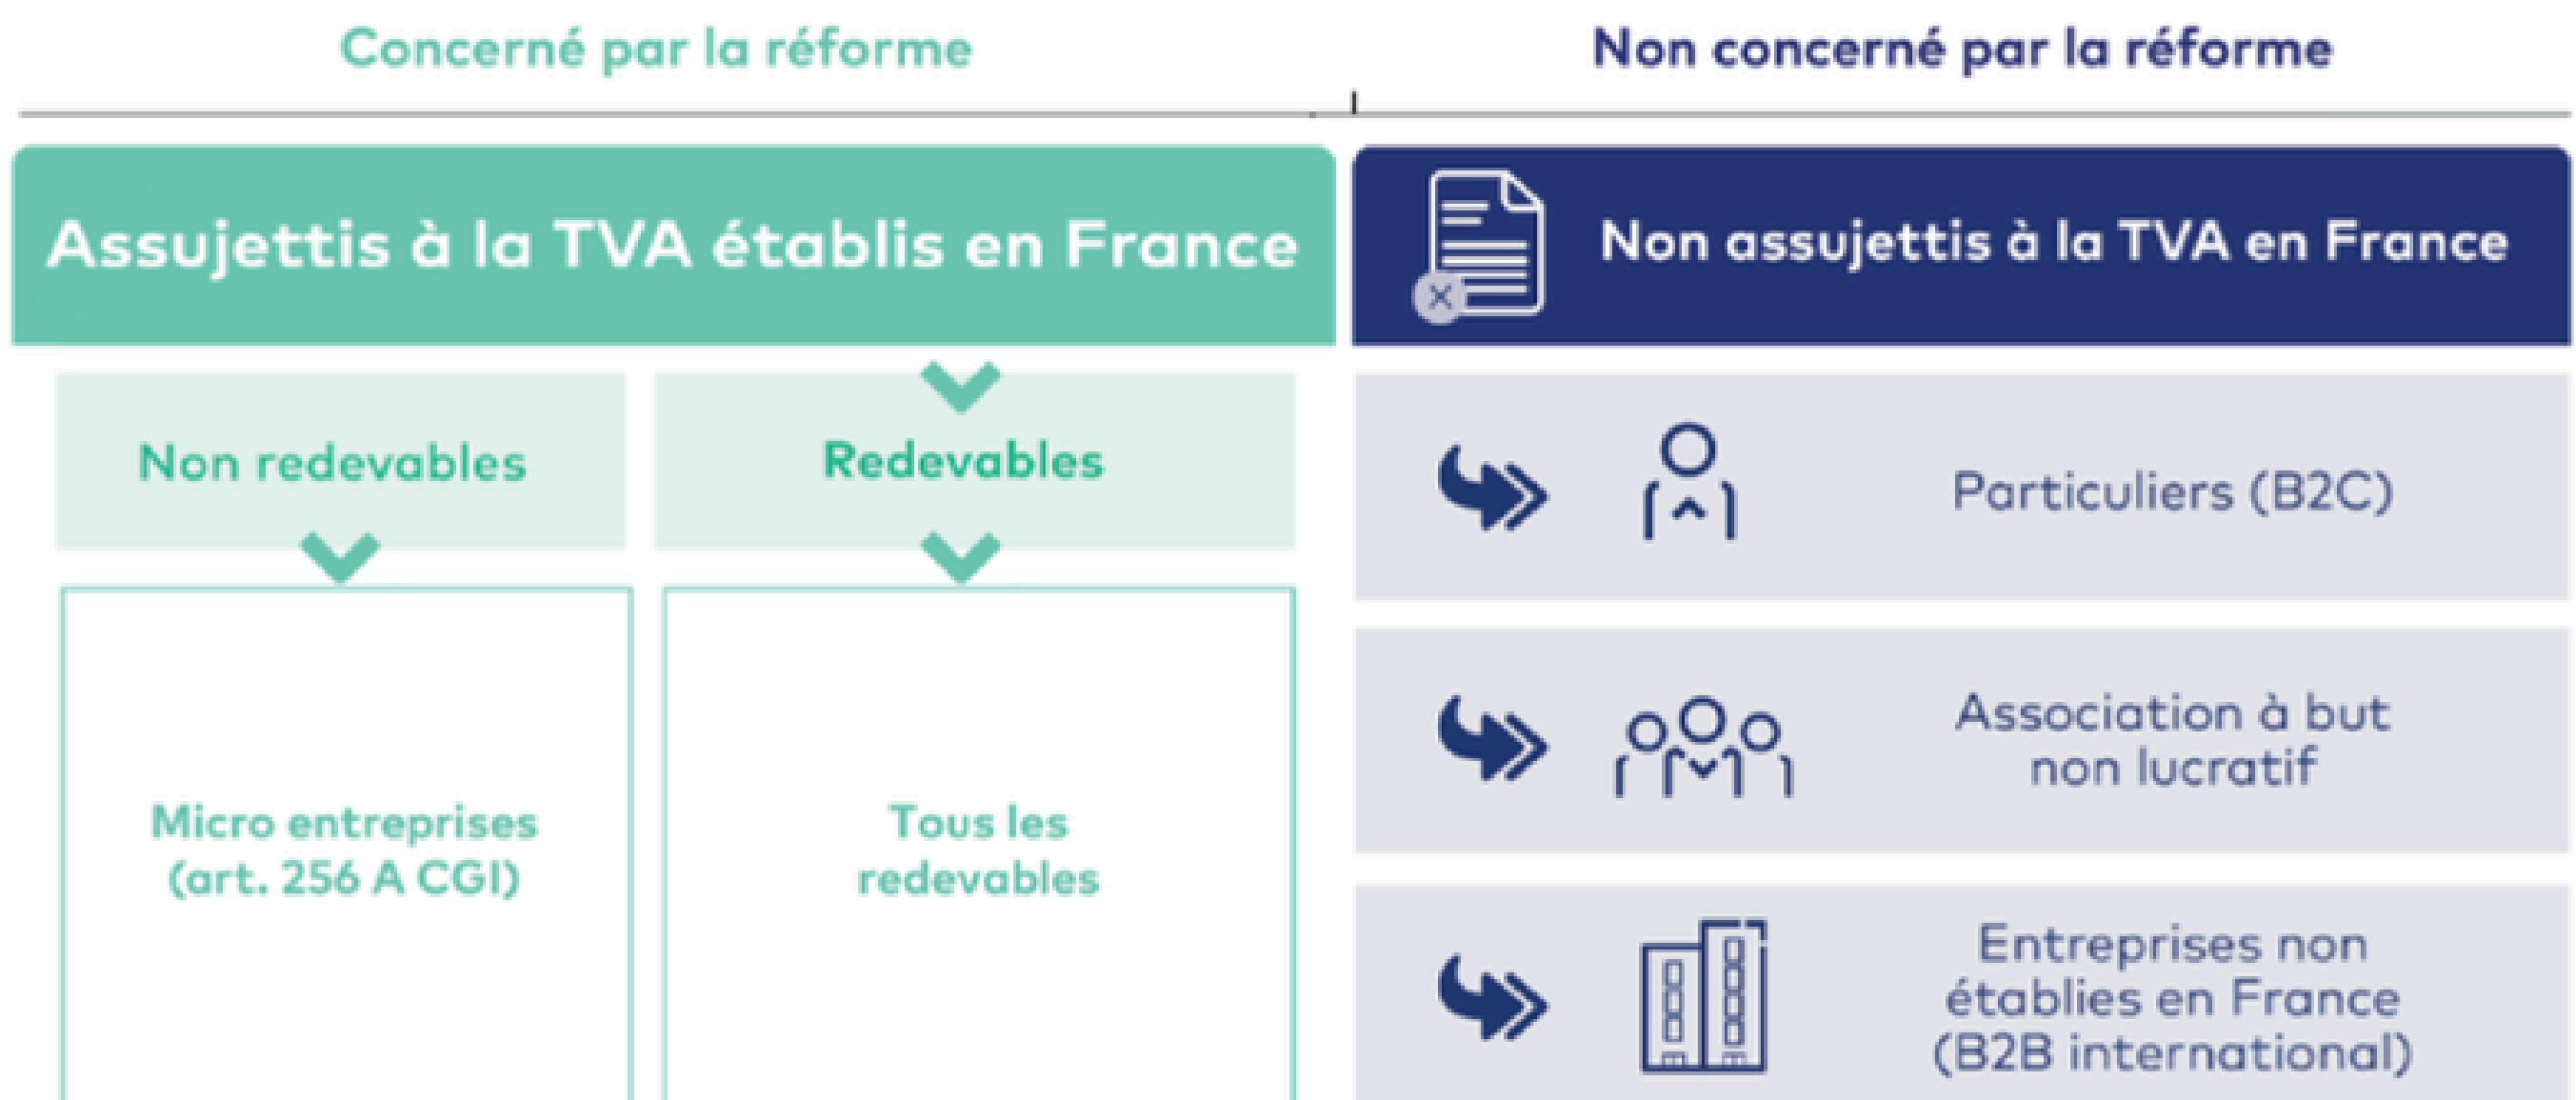 Concerné par la réforme
Non concerné par la réforme
Assujettis à la TVA établis en France
Non assujettis à la TVA en France
Non redevables
Redevables
Micro entreprises
(art. 256 A CGI)
Tous les
redevables
Particuliers (B2C)
Association à but
non lucratif
Entreprises non
établies en France
(B2B international)